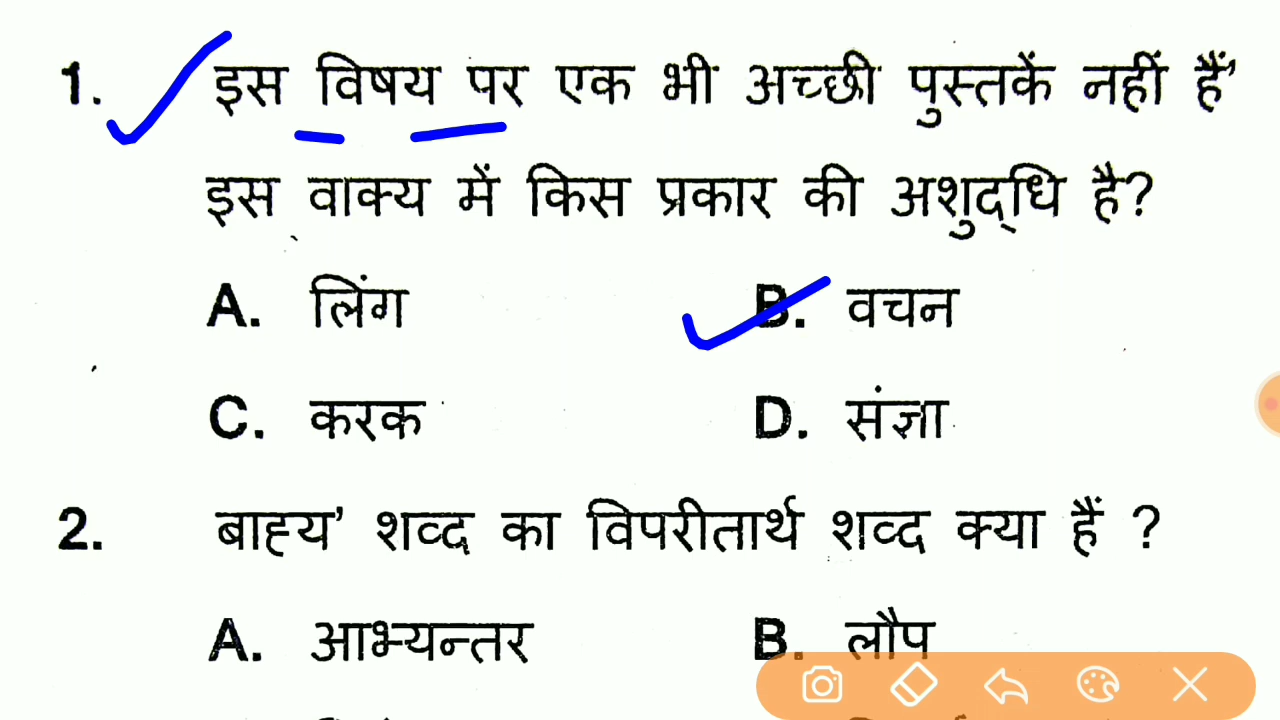 1. इस विषय पर एक भी अच्छी पुस्तकें नहीं हैं'
इस वाक्य में किस प्रकार की अशुद्धि है?
A. लिंग B. वचन
C. करक D. संज्ञा
2. बाह्य' शव्द का विपरीतार्थ शव्द क्या हैं ?
A. आभ्यन्तर B. लौप